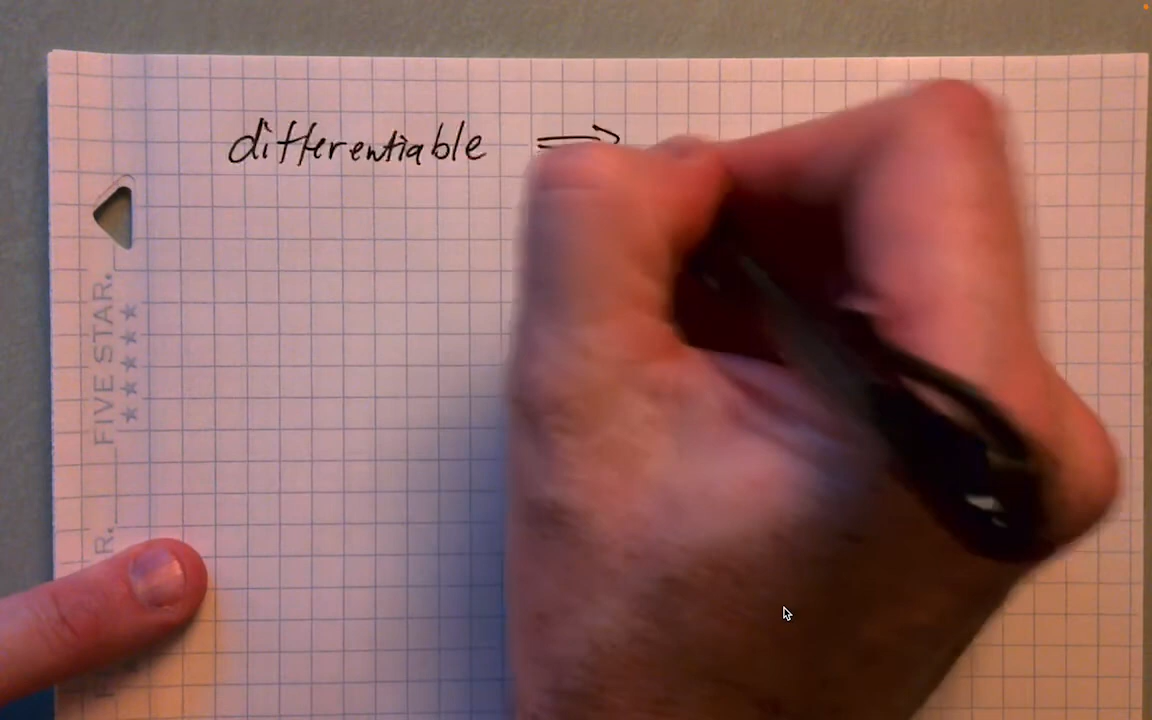 differentiable ⇒
FIVE STAR.
★★★★★
R.